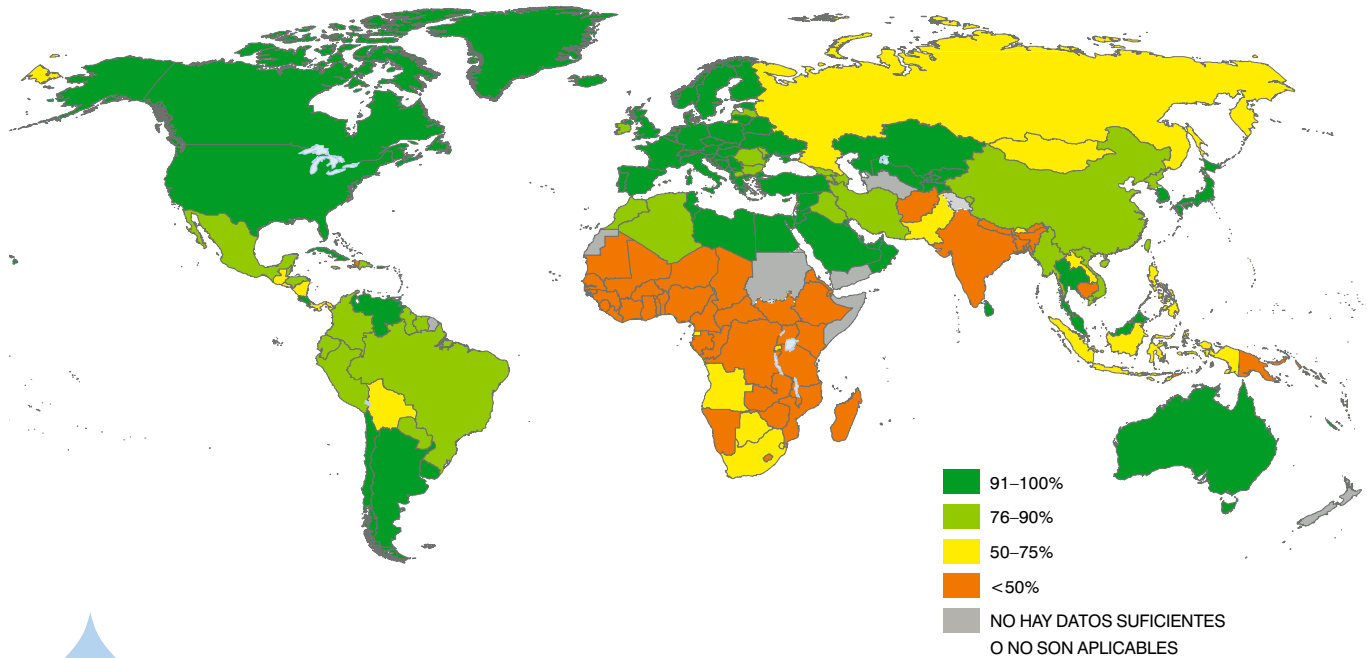 91–100%
76–90%
50–75%
<50%
NO HAY DATOS SUFICIENTES
O NO SON APLICABLES